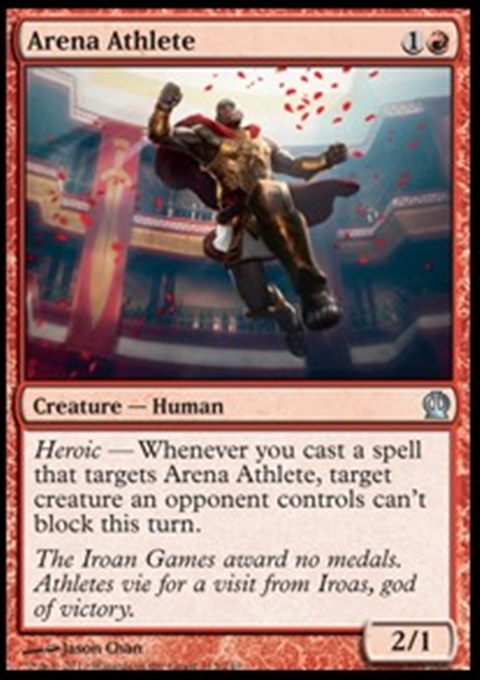 Arena Athlete 1
Creature — Human
Heroic — Whenever you cast a spell
that targets Arena Athlete, target
creature an opponent controls can't
block this turn.
The Iroan Games award no medals.
Athletes vie for a visit from Iroas, god
of victory.
2/1
Jason Chan